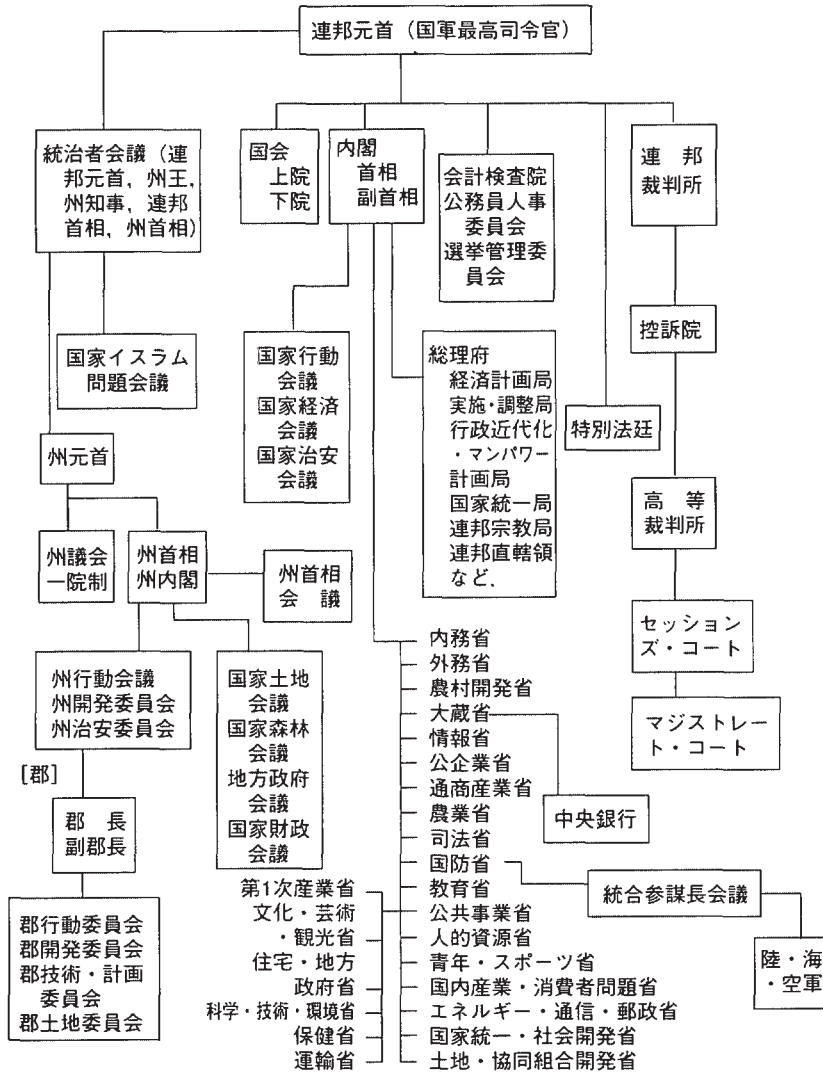 連邦元首（国軍最高司令官）
統治者会議（連
邦元首，州王，
州知事，連邦
首相，州首相）
国会
上院
下院
内閣
首相
副首相
会計検査院
公務員人事
委員会
選挙管理委
員会
連　邦
裁判所
国家イスラム
問題会議
国家行動
会議
国家経済
会議
国家治安
会議
総理府
経済計画局
実施・調整局
行政近代化
・マンパワー
計画局
国家統一局
連邦宗教局
連邦直轄領
など．
特別法廷
控訴院
高　等
裁判所
セッション
ズ・コート
マジストレー
ト・コート
州元首
州議会
一院制
州首相
州内閣
州首相
会　議
州行動会議
州開発委員会
州治安委員会
国家土地
会議
国家森林
会議
地方政府
会議
国家財政
会議
［郡］
郡　長
副郡長
郡行動委員会
郡開発委員会
郡技術・計画
委員会
郡土地委員会
内務省
外務省
農村開発省
大蔵省
情報省
公企業省
通商産業省
農業省
司法省
国防省
教育省
公共事業省
人的資源省
青年・スポーツ省
国内産業・消費者問題省
エネルギー・通信・郵政省
国家統一・社会開発省
土地・協同組合開発省
第1次産業省
文化・芸術
・観光省
住宅・地方
政府省
科学・技術・環境省
保健省
運輸省
中央銀行
統合参謀長会議
陸・海
・空軍